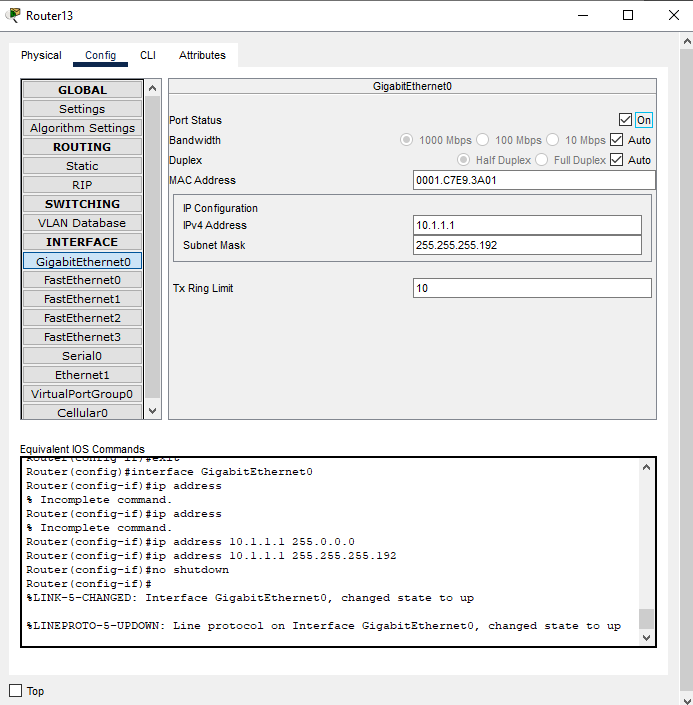 Router13
Physical Config CLI Attributes
GLOBAL
Settings
Algorithm Settings
ROUTING
Static
RIP
SWITCHING
VLAN Database
INTERFACE
GigabitEthernet0
FastEthernet0
FastEthernet1
FastEthernet2
FastEthernet3
Serial0
Ethernet1
VirtualPortGroup0
Cellular0
GigabitEthernet0
Port Status On
Bandwidth 1000 Mbps 100 Mbps 10 Mbps Auto
Duplex Half Duplex Full Duplex Auto
MAC Address 0001.C7E9.3A01
IP Configuration
IPv4 Address 10.1.1.1
Subnet Mask 255.255.255.192
Tx Ring Limit 10
Equivalent IOS Commands
Router(config-if)#exit
Router(config)#interface GigabitEthernet0
Router(config-if)#ip address
% Incomplete command.
Router(config-if)#ip address
% Incomplete command.
Router(config-if)#ip address 10.1.1.1 255.0.0.0
Router(config-if)#ip address 10.1.1.1 255.255.255.192
Router(config-if)#no shutdown
Router(config-if)#
%LINK-5-CHANGED: Interface GigabitEthernet0, changed state to up
%LINEPROTO-5-UPDOWN: Line protocol on Interface GigabitEthernet0, changed state to up
Top